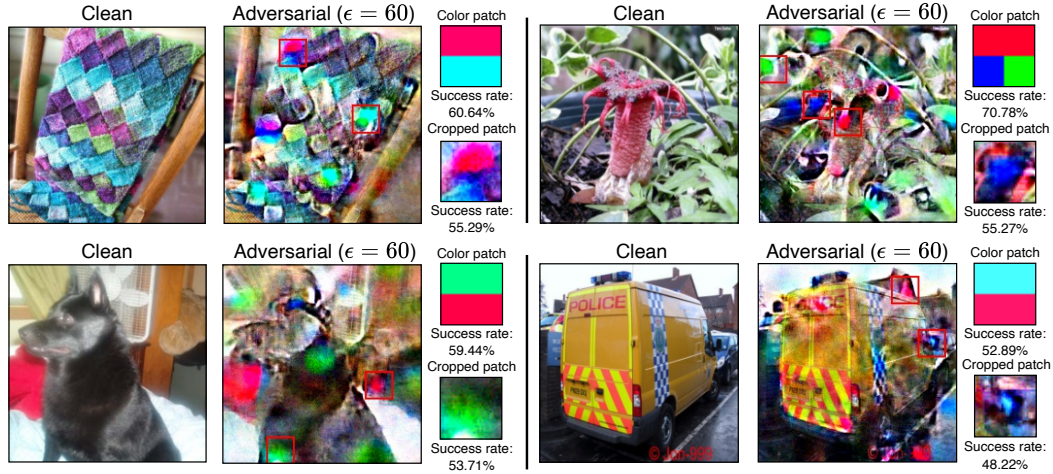 Clean
Adversarial (ϵ = 60)
Color patch
Success rate:
60.64%
Cropped patch
Success rate:
55.29%
Clean
Adversarial (ϵ = 60)
Color patch
Success rate:
70.78%
Cropped patch
Success rate:
55.27%
Clean
Adversarial (ϵ = 60)
Color patch
Success rate:
59.44%
Cropped patch
Success rate:
53.71%
Clean
POLICE
© Jon-999
Adversarial (ϵ = 60)
POLICE
Color patch
Success rate:
52.89%
Cropped patch
Success rate:
48.22%